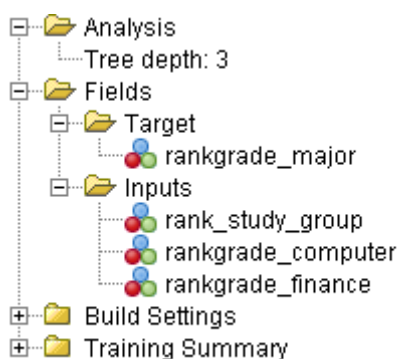 Analysis
Tree depth: 3
Fields
Target
rankgrade_major
Inputs
rank_study_group
rankgrade_computer
rankgrade_finance
Build Settings
Training Summary